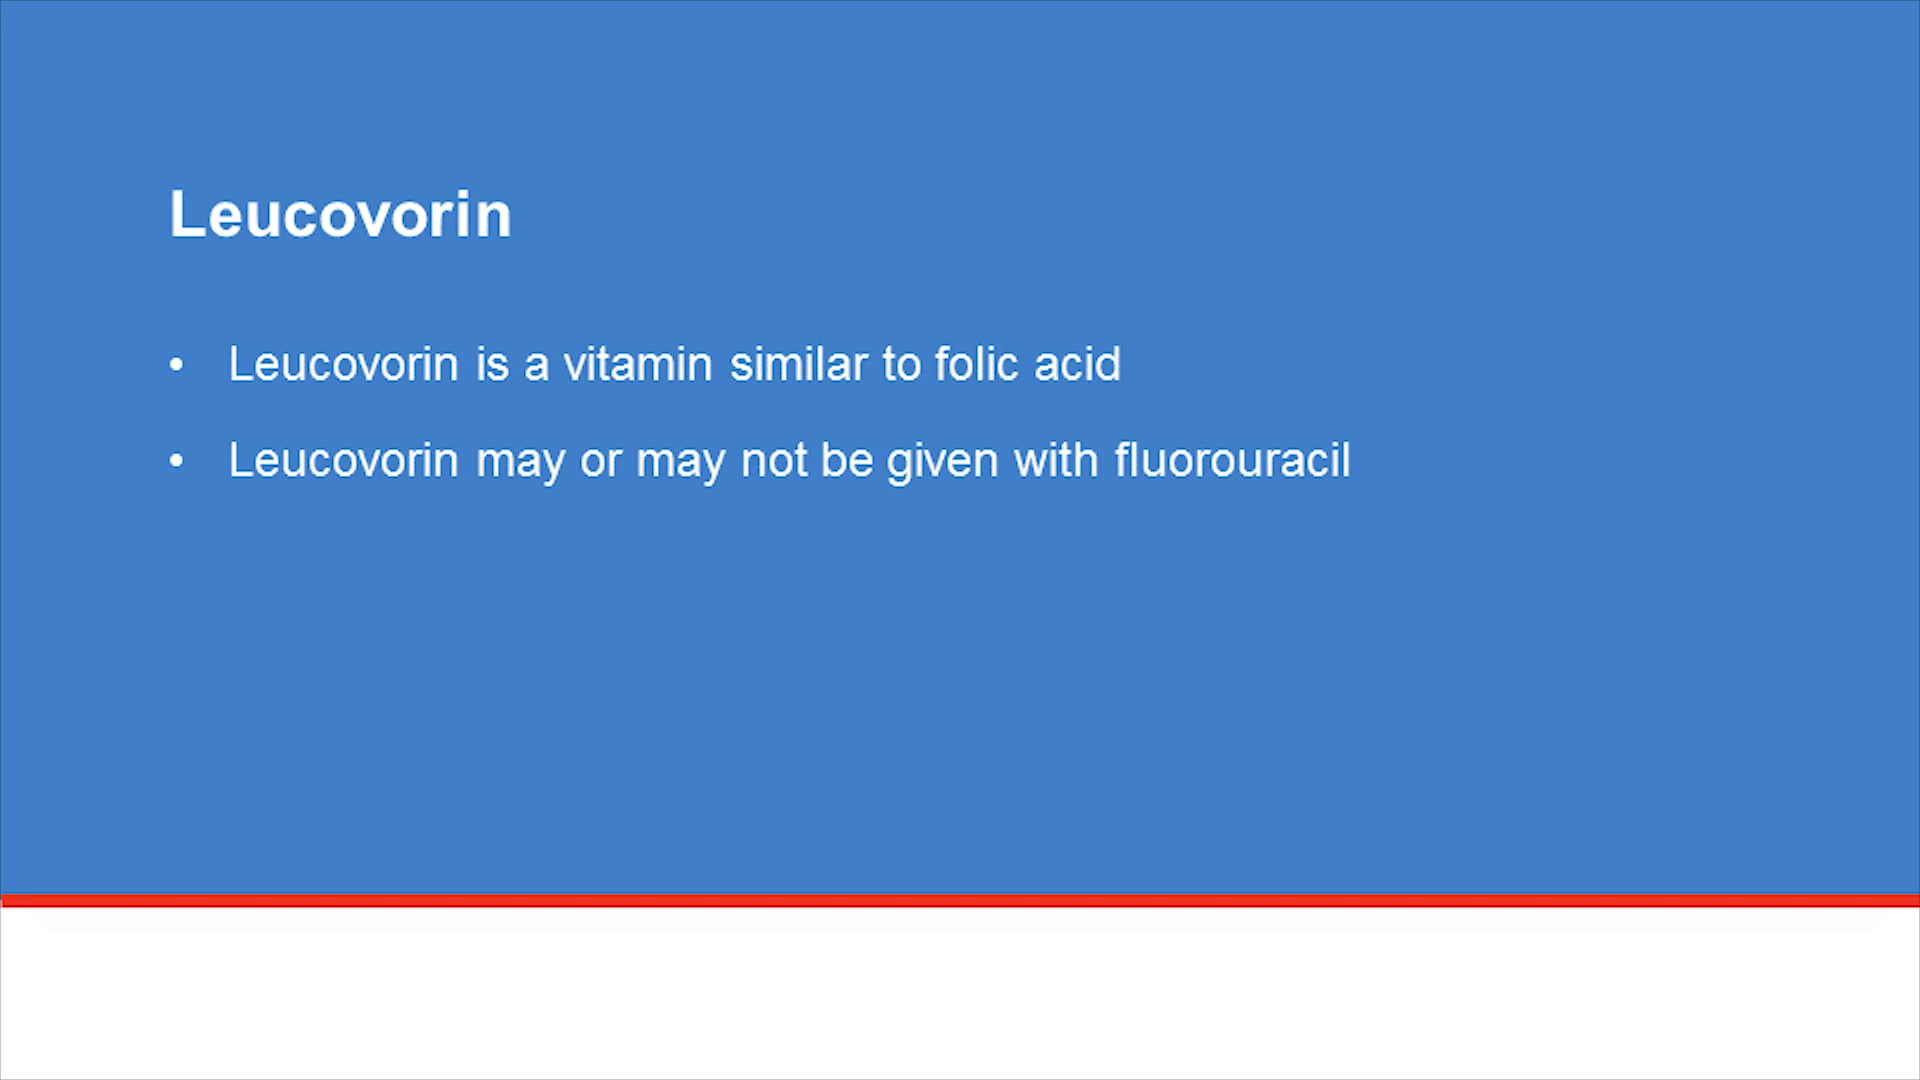 Leucovorin
• Leucovorin is a vitamin similar to folic acid
• Leucovorin may or may not be given with fluorouracil